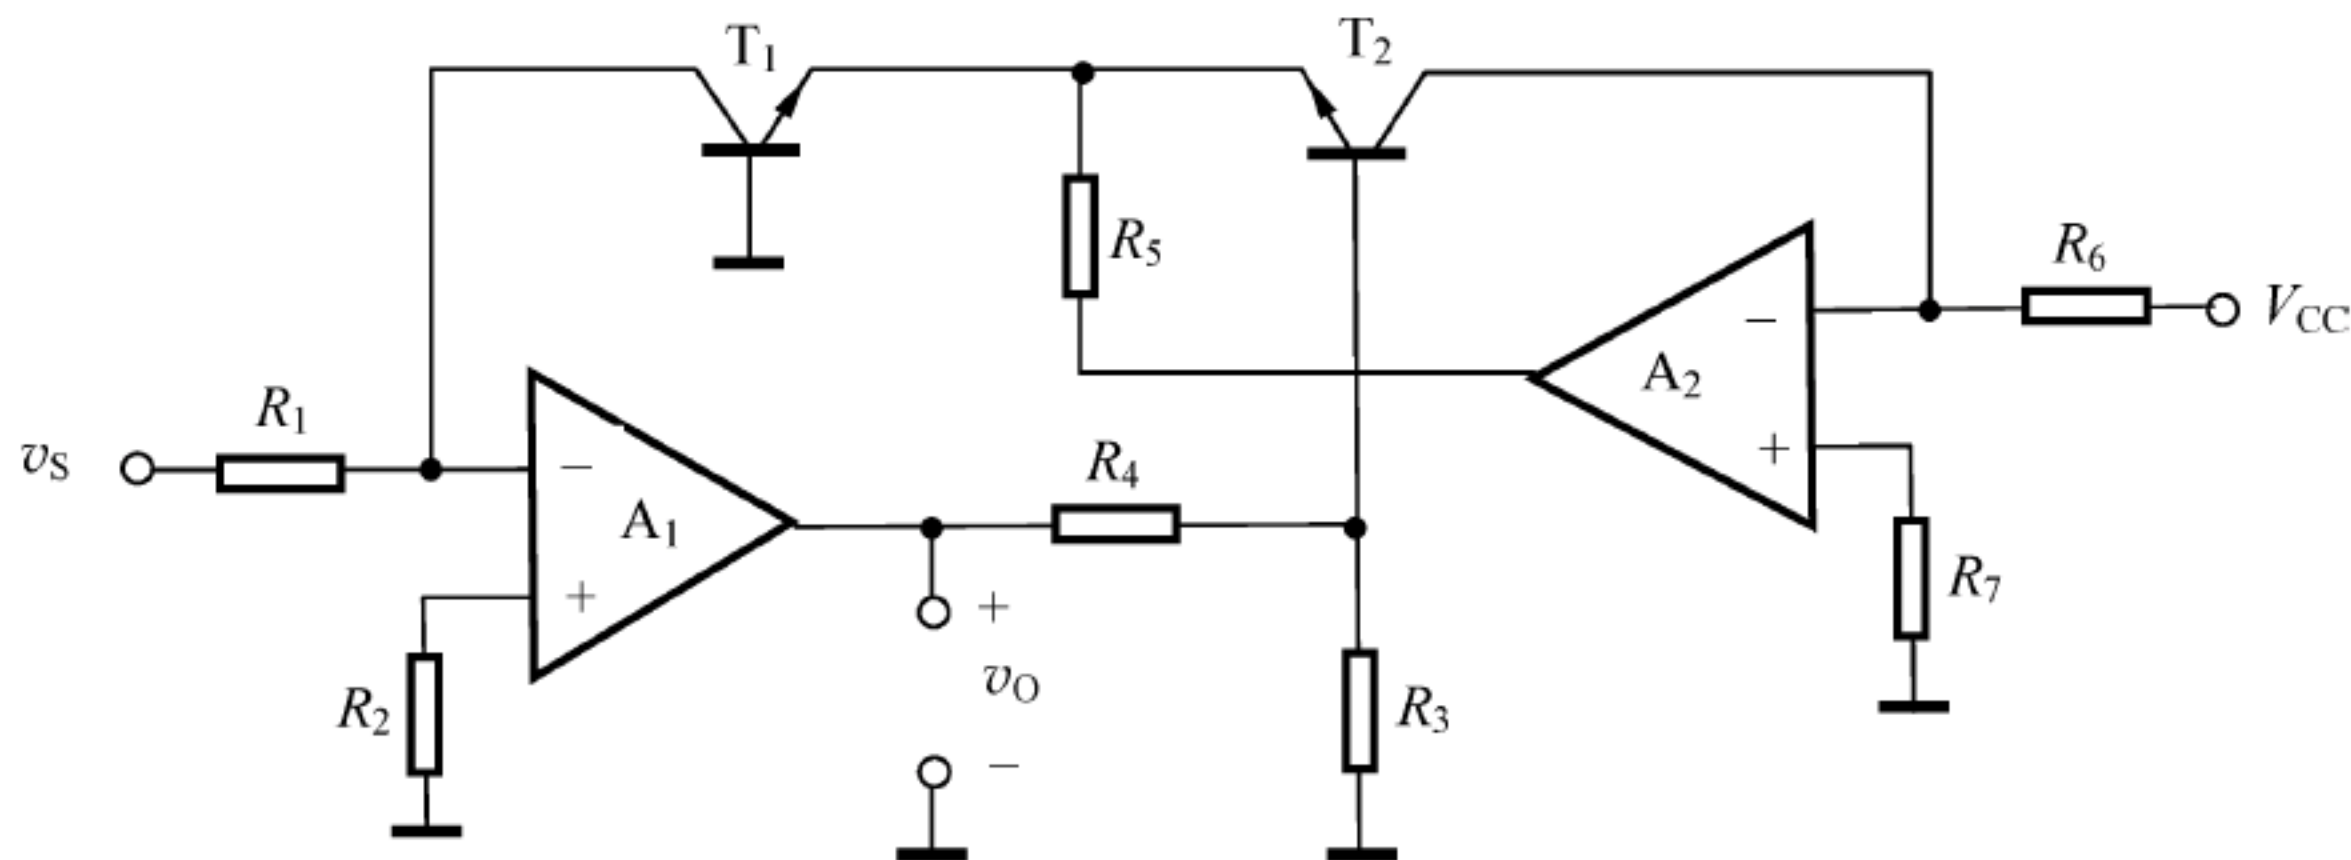 T1
T2
R5
R6
VCC
−
A2
R1
vS
−
R4
A1
+
+
R7
+
R2
vO
R3
−